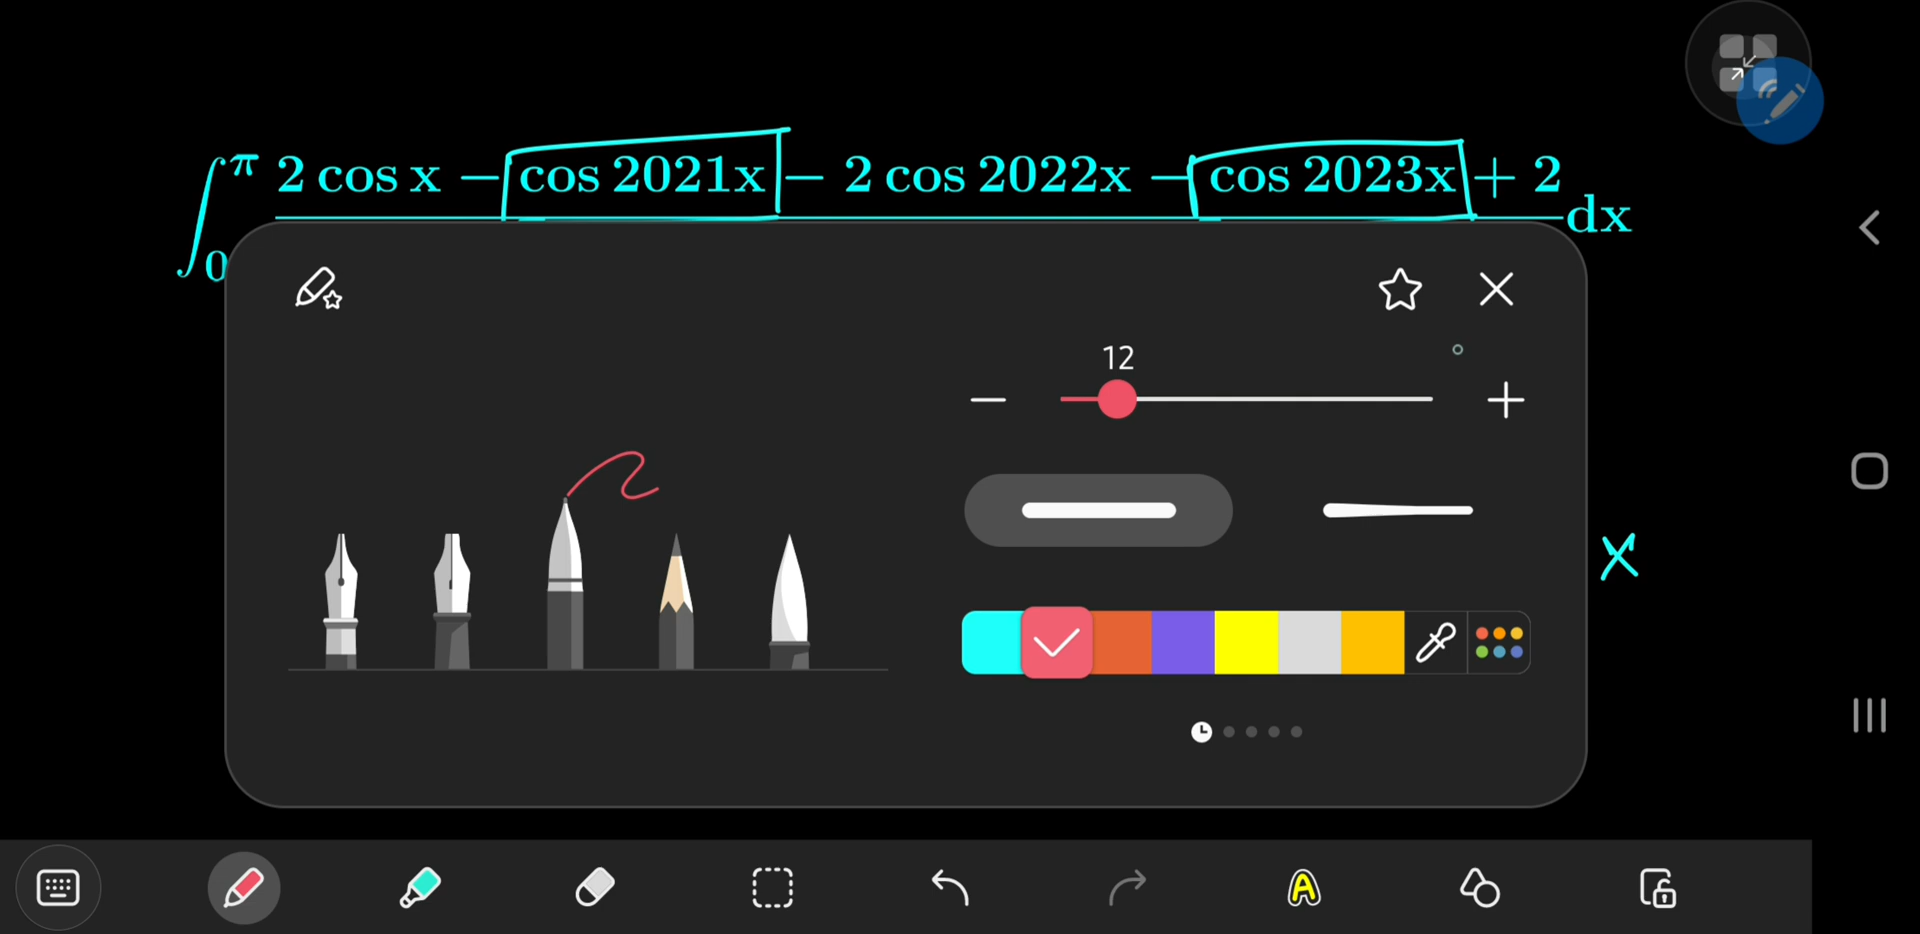 ∫₀^π 2 cos x − cos 2021x − 2 cos 2022x − cos 2023x + 2 dx
12
x
A